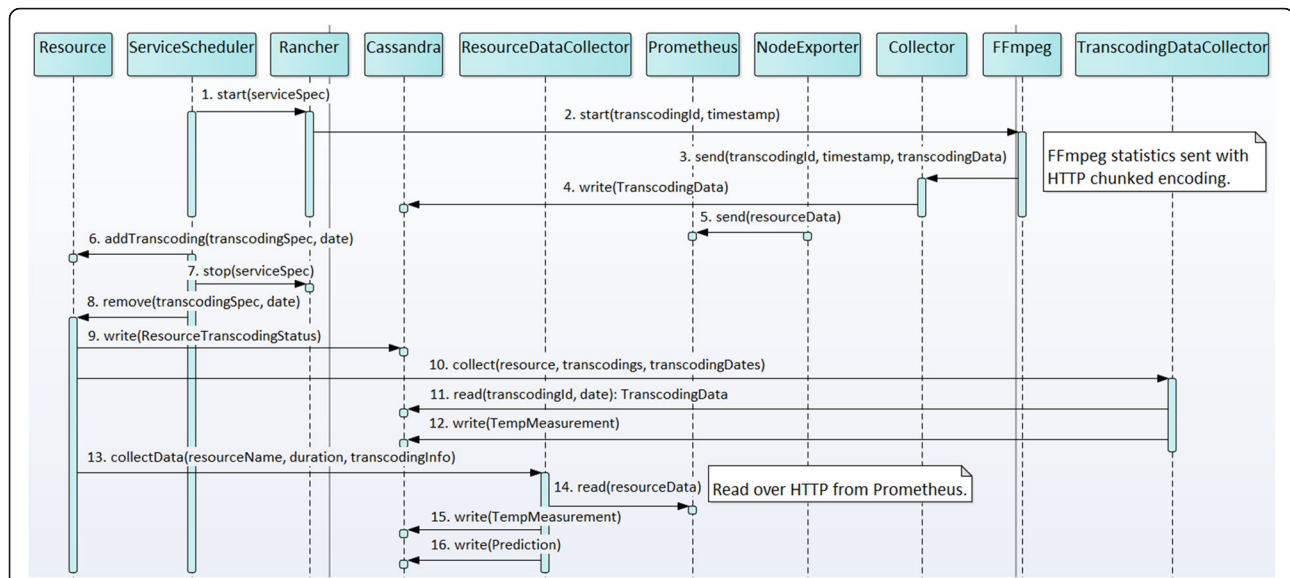 Resource ServiceScheduler Rancher Cassandra ResourceDataCollector Prometheus NodeExporter Collector FFmpeg TranscodingDataCollector
1. start(serviceSpec)
2. start(transcodingId, timestamp)
FFmpeg statistics sent with
HTTP chunked encoding.
3. send(transcodingId, timestamp, transcodingData)
4. write(TranscodingData)
5. send(resourceData)
6. addTranscoding(transcodingSpec, date)
7. stop(serviceSpec)
8. remove(transcodingSpec, date)
9. write(ResourceTranscodingStatus)
10. collect(resource, transcodings, transcodingDates)
11. read(transcodingId, date): TranscodingData
12. write(TempMeasurement)
13. collectData(resourceName, duration, transcodingInfo)
14. read(resourceData)
Read over HTTP from Prometheus.
15. write(TempMeasurement)
16. write(Prediction)